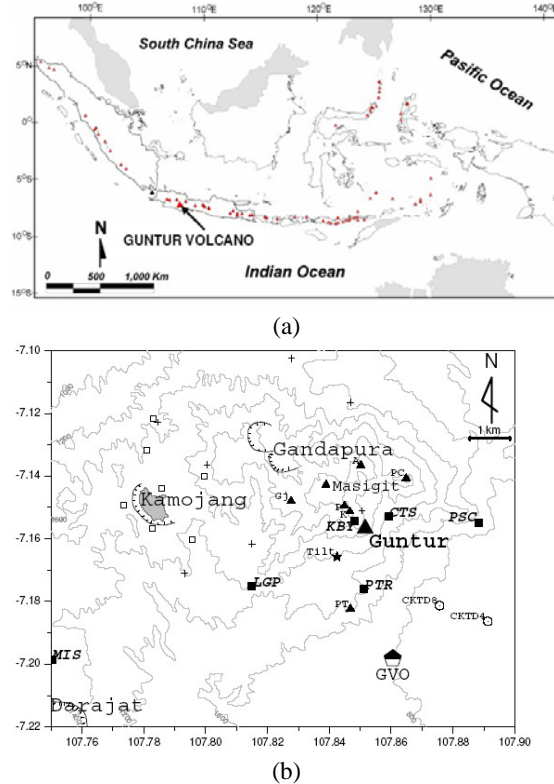 100°E 110°E 120°E 130°E
South China Sea
Pasific Ocean
5°N
0°
5°S
GUNTUR VOLCANO
N
10°S
0 500 1,000 Km
Indian Ocean
15°S
(a)
-7.10
N
1 km
-7.12
Gandapura
-7.14
A
PC
Masigit
Gj
Kamojang
K
KBY
CTS
PSC
Guntur
-7.16
Tilt
LGP
PTR
PT
CKTD8
-7.18
CKTD4
MIS
-7.20
GVO
Darajat
-7.22
107.76 107.78 107.80 107.82 107.84 107.86 107.88 107.90
(b)